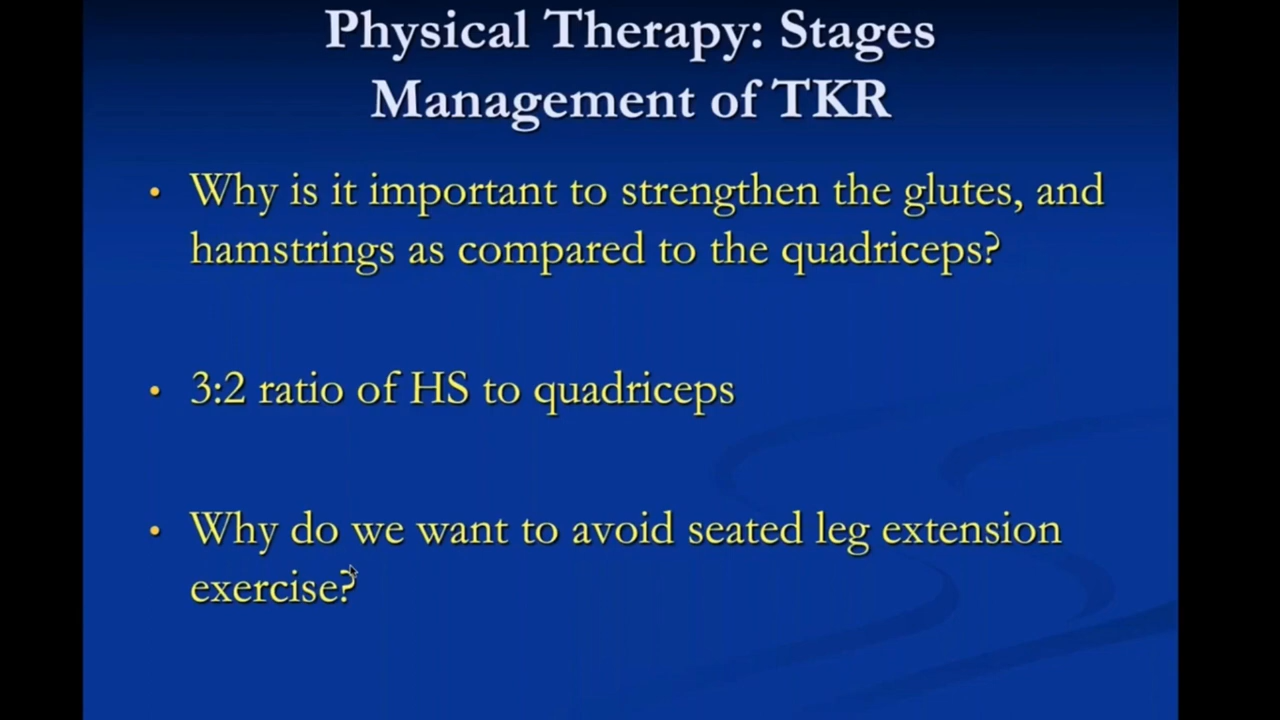 Physical Therapy: Stages
Management of TKR
• Why is it important to strengthen the glutes, and
hamstrings as compared to the quadriceps?
• 3:2 ratio of HS to quadriceps
• Why do we want to avoid seated leg extension
exercise?